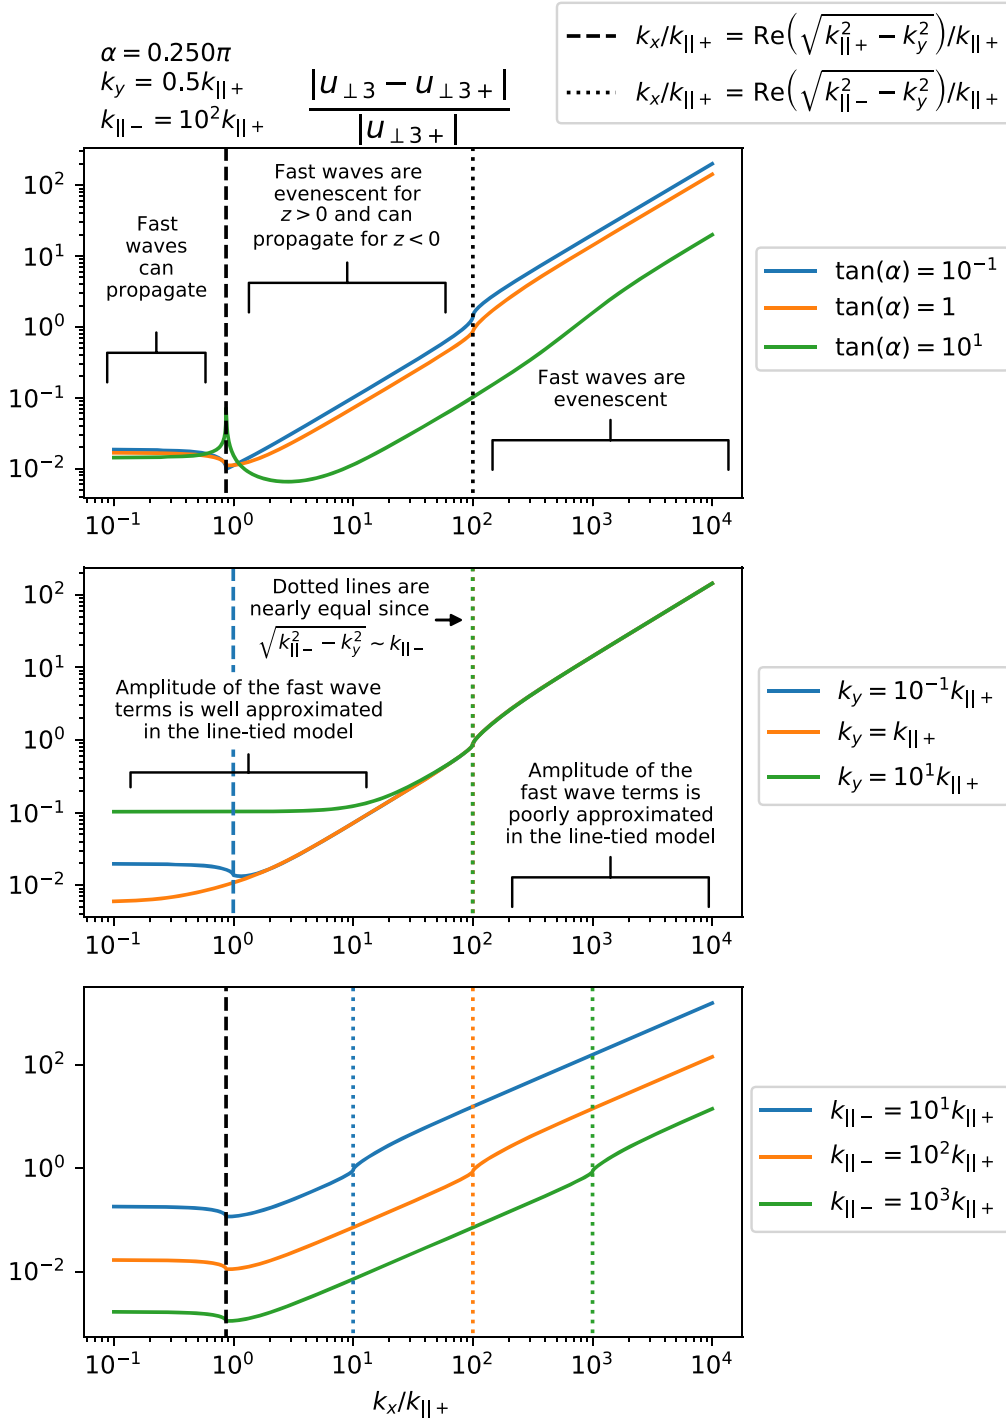 k_x/k_{||+} = Re(√(k²_{||+} − k²_y))/k_{||+}
k_x/k_{||+} = Re(√(k²_{||−} − k²_y))/k_{||+}
α = 0.250π
k_y = 0.5k_{||+}
k_{||−} = 10²k_{||+}
|u_{⊥3} − u_{⊥3+}|
|u_{⊥3+}|
10²
10¹
10⁰
10⁻¹
10⁻²
Fast
waves
can
propagate
Fast waves are
evenescent for
z > 0 and can
propagate for z < 0
Fast waves are
evenescent
10⁻¹ 10⁰ 10¹ 10² 10³ 10⁴
tan(α) = 10⁻¹
tan(α) = 1
tan(α) = 10¹
10²
10¹
10⁰
10⁻¹
10⁻²
Dotted lines are
nearly equal since
√(k²_{||−} − k²_y) ~ k_{||−}
Amplitude of the fast wave
terms is well approximated
in the line-tied model
Amplitude of the
fast wave terms is
poorly approximated
in the line-tied model
10⁻¹ 10⁰ 10¹ 10² 10³ 10⁴
k_y = 10⁻¹k_{||+}
k_y = k_{||+}
k_y = 10¹k_{||+}
10²
10⁰
10⁻²
10⁻¹ 10⁰ 10¹ 10² 10³ 10⁴
k_x/k_{||+}
k_{||−} = 10¹k_{||+}
k_{||−} = 10²k_{||+}
k_{||−} = 10³k_{||+}